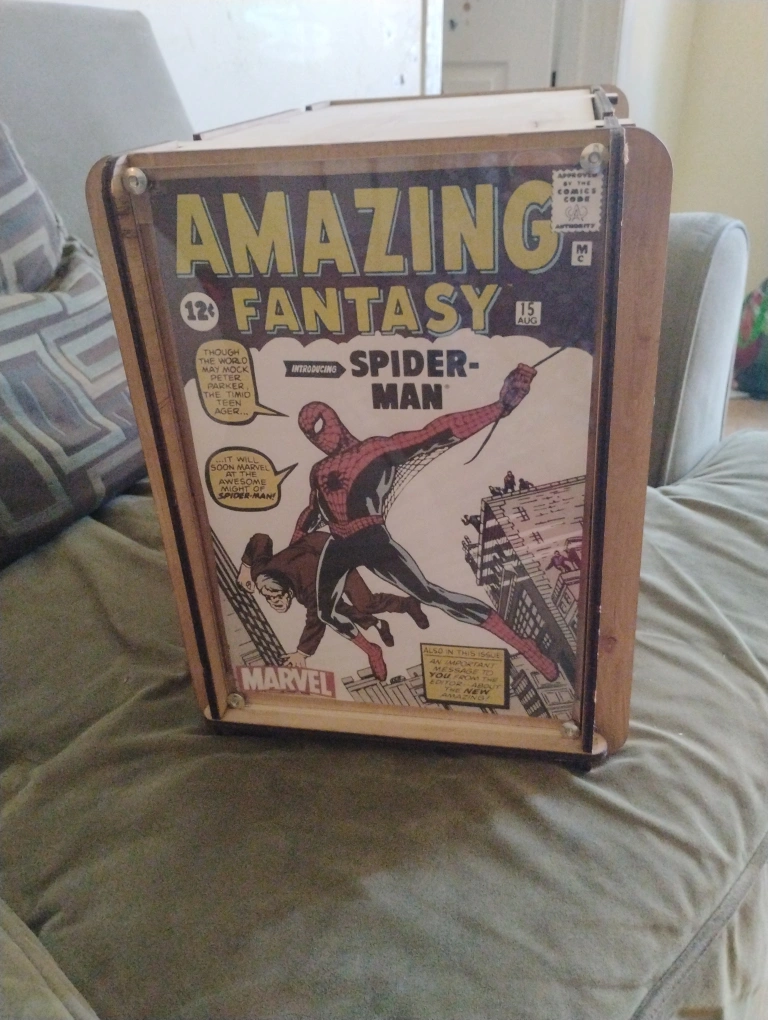 AMAZING
FANTASY
APPROVED
BY THE
COMICS
CODE
AUTHORITY
M
C
12¢
15
AUG.
THOUGH
THE WORLD
MAY MOCK
PETER
PARKER,
THE TIMID
TEEN-
AGER...
INTRODUCING
SPIDER-
MAN
...IT WILL
SOON MARVEL
AT THE
AWESOME
MIGHT OF
SPIDER-MAN!
MARVEL
ALSO IN THIS ISSUE
AN IMPORTANT
MESSAGE TO
YOU FROM THE
EDITOR--ABOUT
THE NEW
AMAZING!